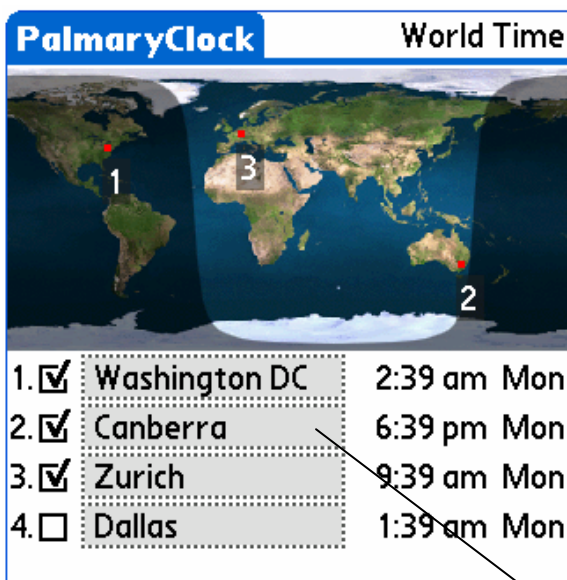 PalmaryClock World Time
1
3
2
1. Washington DC 2:39 am Mon
2. Canberra 6:39 pm Mon
3. Zurich 9:39 am Mon
4. Dallas 1:39 am Mon